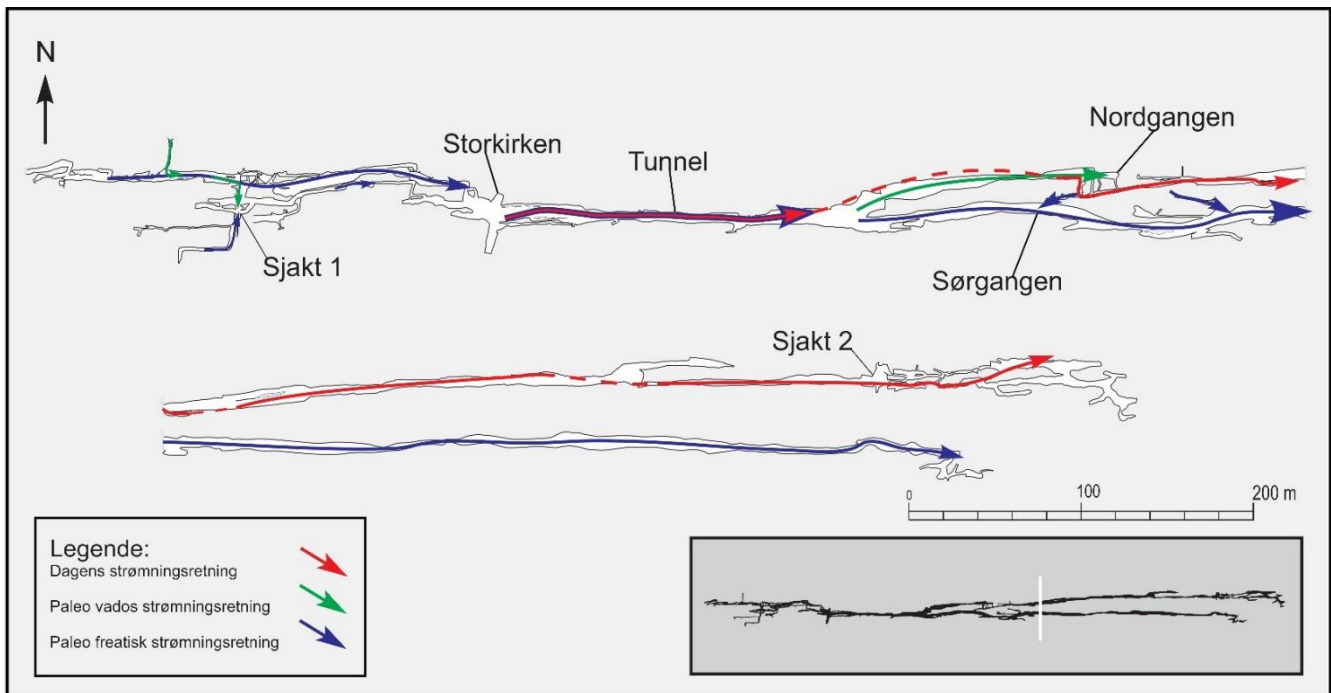 N
Storkirken
Tunnel
Nordgangen
Sjakt 1
Sørgangen
Sjakt 2
0
100
200 m
Legende:
Dagens strømningsretning
Paleo vados strømningsretning
Paleo freatisk strømningsretning